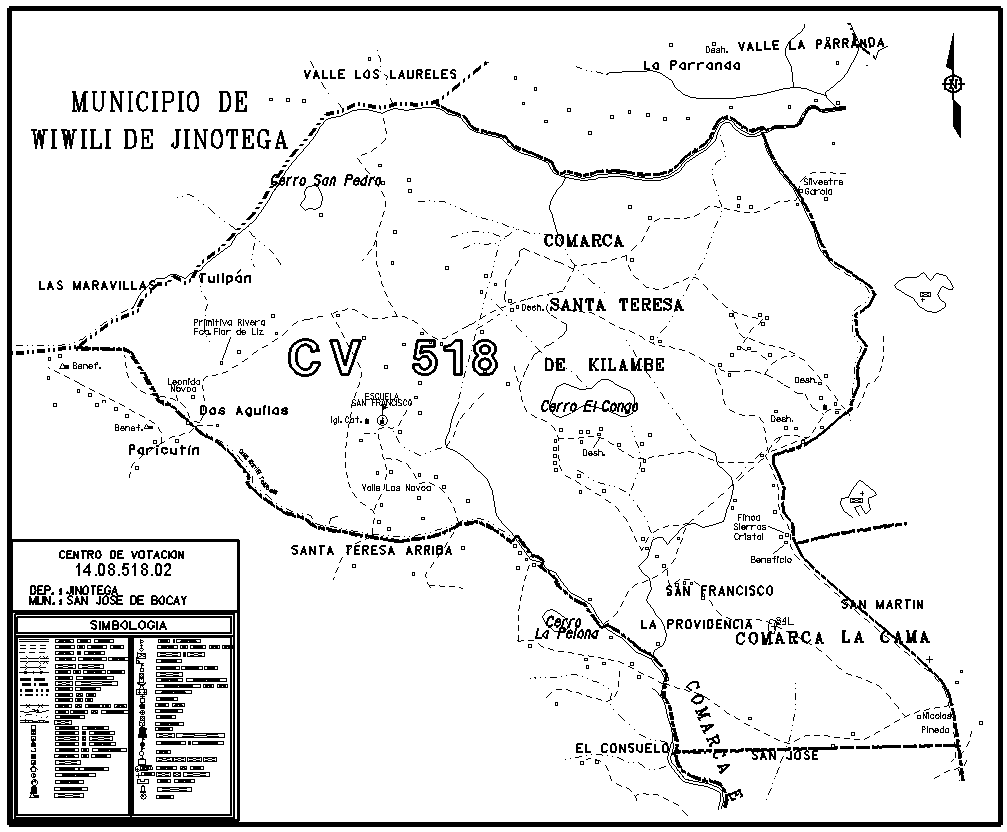 VALLE LOS LAURELES
Desh.
VALLE LA PARRANDA
La Parranda
MUNICIPIO DE
WIWILI DE JINOTEGA
Cerro San Pedro
Silvestre
Garcia
COMARCA
Tulipán
LAS MARAVILLAS
Desh.
SANTA TERESA
Primitiva Rivera
Fca.Flor de Liz
CV 518
DE KILAMBE
Benef.
Leonida
Novoa
Desh.
ESCUELA
SAN FRANCISCO
Dos Aguilas
Cerro El Congo
Igl.Cat.
Desh.
Benef.
Paricutín
Desh.
Valle Los Novoa
Finca
Sierras
Cristal
SANTA TERESA ARRIBA
Beneficio
CENTRO DE VOTACION
14.08.518.02
DEP.: JINOTEGA
MUN.: SAN JOSE DE BOCAY
SIMBOLOGIA
SAN FRANCISCO
SAN MARTIN
Cerro
La Pelona
LA PROVIDENCIA
COMARCA LA CAMA
COMARCA E
Nicolas
Pineda
EL CONSUELO
SAN JOSE